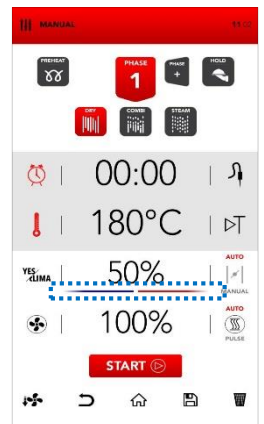 MANUAL
PREHEAT
PHASE
1
PHASE
+
HOLD
DRY
COMBI
STEAM
00:00
180°C
▷T
YES/CLIMA
50%
AUTO
MANUAL
100%
AUTO
PULSE
START